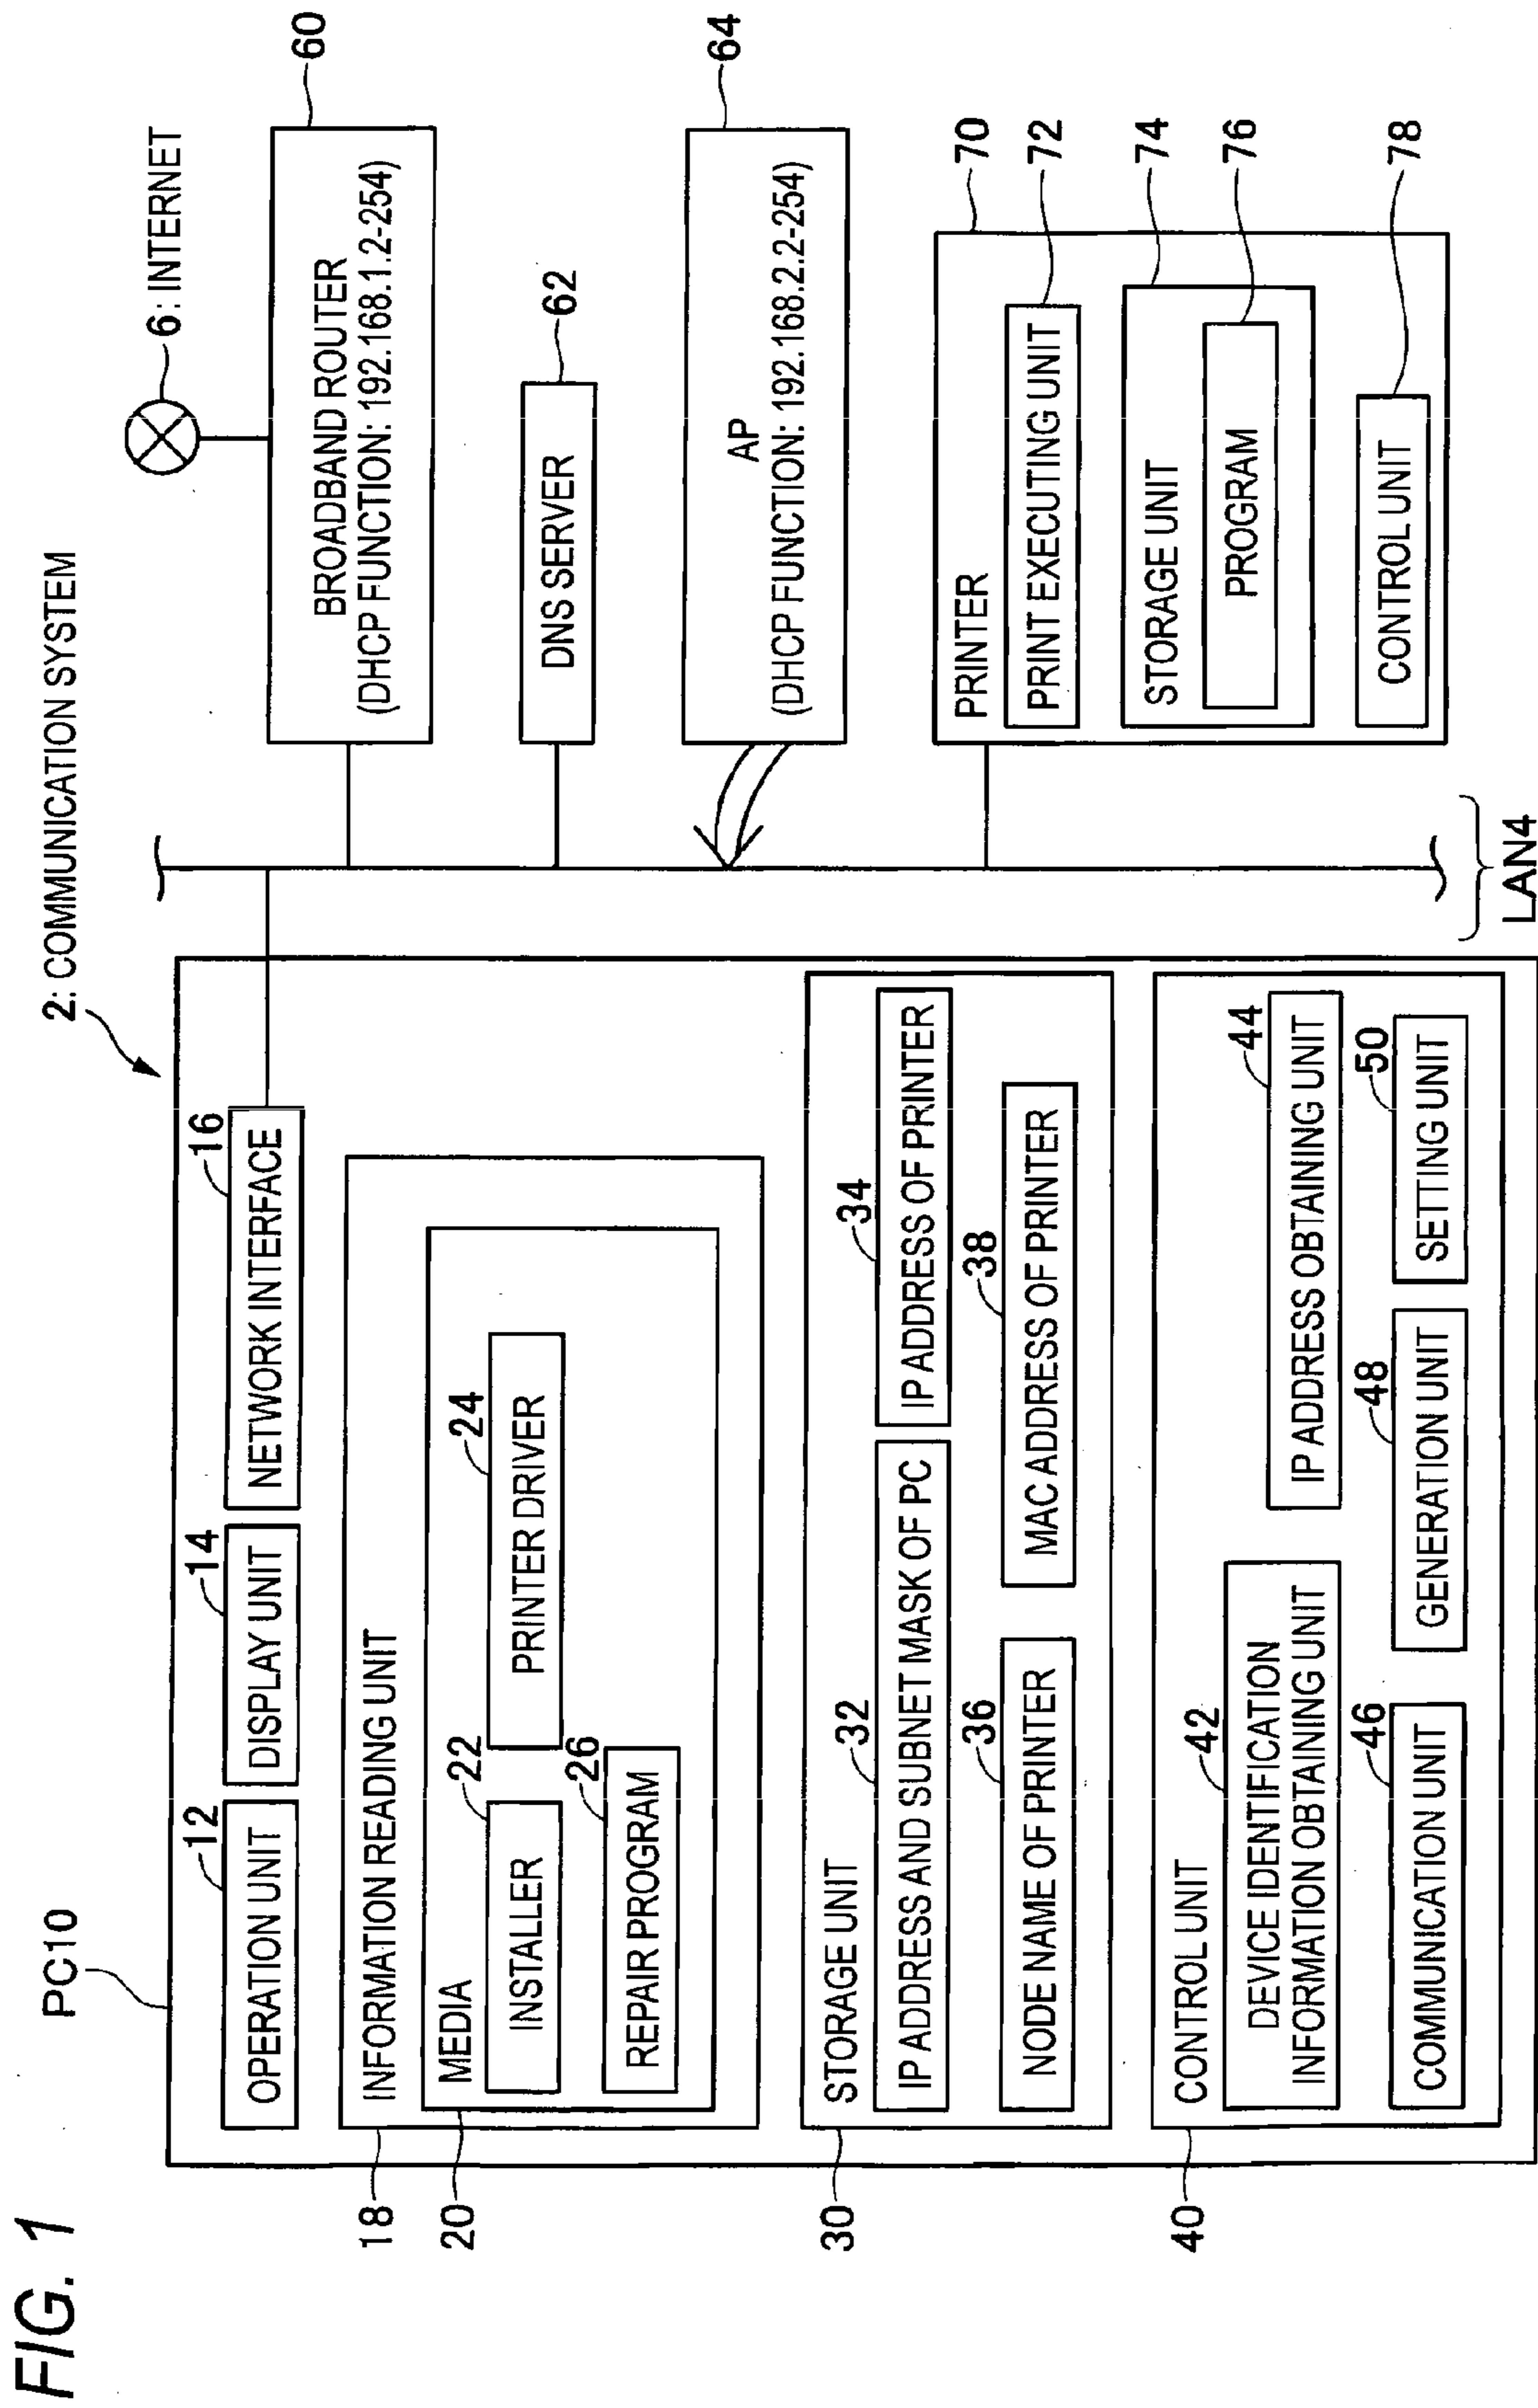 FIG. 1
2: COMMUNICATION SYSTEM
PC10
12
OPERATION UNIT
14
DISPLAY UNIT
16
NETWORK INTERFACE
18
INFORMATION READING UNIT
20
MEDIA
22
INSTALLER
24
PRINTER DRIVER
26
REPAIR PROGRAM
30
STORAGE UNIT
32
IP ADDRESS AND SUBNET MASK OF PC
34
IP ADDRESS OF PRINTER
36
NODE NAME OF PRINTER
38
MAC ADDRESS OF PRINTER
40
CONTROL UNIT
42
DEVICE IDENTIFICATION
INFORMATION OBTAINING UNIT
44
IP ADDRESS OBTAINING UNIT
46
COMMUNICATION UNIT
48
GENERATION UNIT
50
SETTING UNIT
LAN4
6: INTERNET
60
BROADBAND ROUTER
(DHCP FUNCTION: 192.168.1.2-254)
62
DNS SERVER
64
AP
(DHCP FUNCTION: 192.168.2.2-254)
70
PRINTER
72
PRINT EXECUTING UNIT
74
STORAGE UNIT
76
PROGRAM
78
CONTROL UNIT